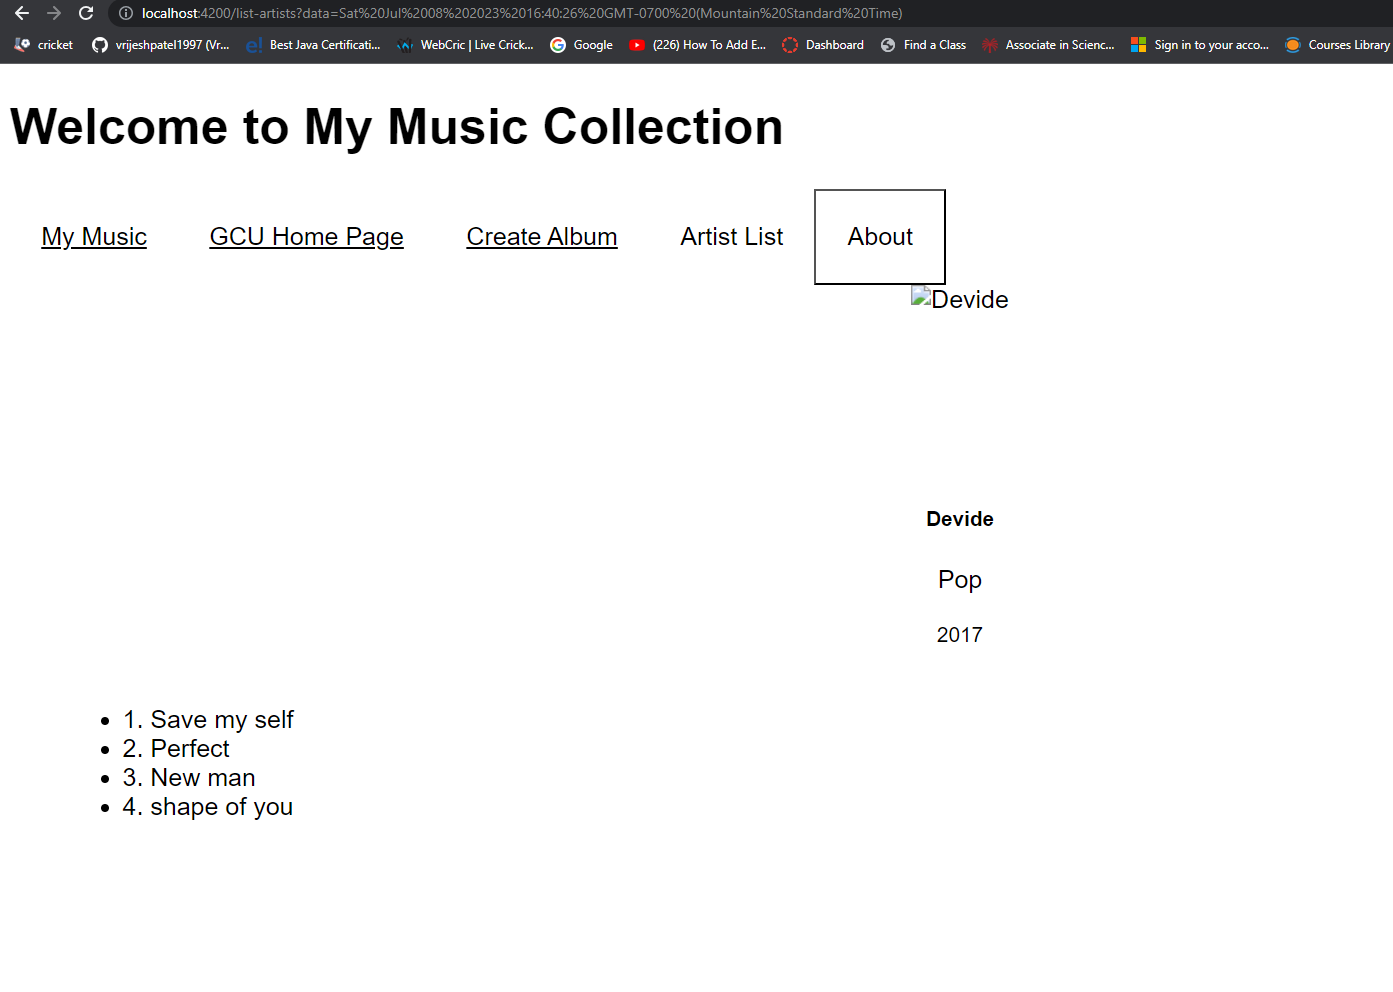 localhost:4200/list-artists?data=Sat%20Jul%2008%202023%2016:40:26%20GMT-0700%20(Mountain%20Standard%20Time)
cricket vrijeshpatel1997 (Vr... e! Best Java Certificati... WebCric | Live Crick... Google (226) How To Add E... Dashboard Find a Class Associate in Scienc... Sign in to your acco... Courses Library
Welcome to My Music Collection
My Music GCU Home Page Create Album Artist List About
Devide
Devide
Pop
2017
1. Save my self
2. Perfect
3. New man
4. shape of you